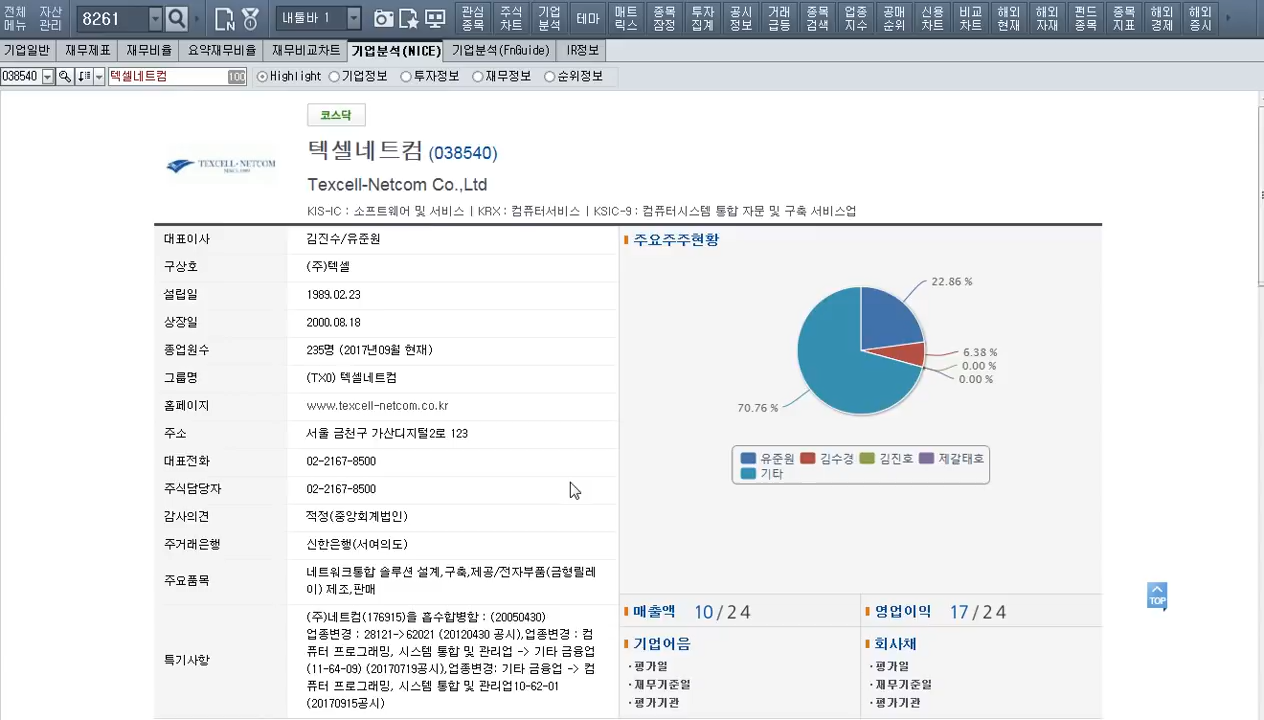 전체 자산 8261 내툴바 1 관심 주식 기업 테마 매트 종목 투자 공시 거래 공매 종목 업종 신용 비교 해외 해외 펀드 종목 해외 해외
메뉴 관리 종목 차트 분석 릭스 잠정 집계 정보 급등 순위 검색 지수 차트 차트 현재 자재 종목 지표 경제 증시
기업일반 재무제표 재무비율 요약재무비율 재무비교차트 기업분석(NICE) 기업분석(FnGuide) IR정보
038540 텍셀네트컴 100 Highlight 기업정보 투자정보 재무정보 순위정보
코스닥
TEXCELL-NETCOM
SINCE 1989
텍셀네트컴 (038540)
Texcell-Netcom Co.,Ltd
KIS-IC : 소프트웨어 및 서비스 | KRX : 컴퓨터서비스 | KSIC-9 : 컴퓨터시스템 통합 자문 및 구축 서비스업
대표이사 김진수/유준원
구상호 (주)텍셀
설립일 1989.02.23
상장일 2000.08.18
종업원수 235명 (2017년09월 현재)
그룹명 (TX0) 텍셀네트컴
홈페이지 www.texcell-netcom.co.kr
주소 서울 금천구 가산디지털2로 123
대표전화 02-2167-8500
주식담당자 02-2167-8500
감사의견 적정(중앙회계법인)
주거래은행 신한은행(서여의도)
주요품목 네트워크통합 솔루션 설계,구축,제공/전자부품(금형릴레
이) 제조,판매
특기사항 (주)네트컴(176915)을 흡수합병함 : (20050430)
업종변경 : 28121->62021 (20120430 공시),업종변경 : 컴
퓨터 프로그래밍, 시스템 통합 및 관리업 -> 기타 금융업
(11-64-09) (20170719공시),업종변경: 기타 금융업 -> 컴
퓨터 프로그래밍, 시스템 통합 및 관리업10-62-01
(20170915공시)
주요주주현황
22.86 %
6.38 %
0.00 %
0.00 %
70.76 %
유준원 김수경 김진호 제갈태호
기타
매출액 10/24 영업이익 17/24
기업어음 회사채
·평가일 ·평가일
·재무기준일 ·재무기준일
·평가기관 ·평가기관
TOP